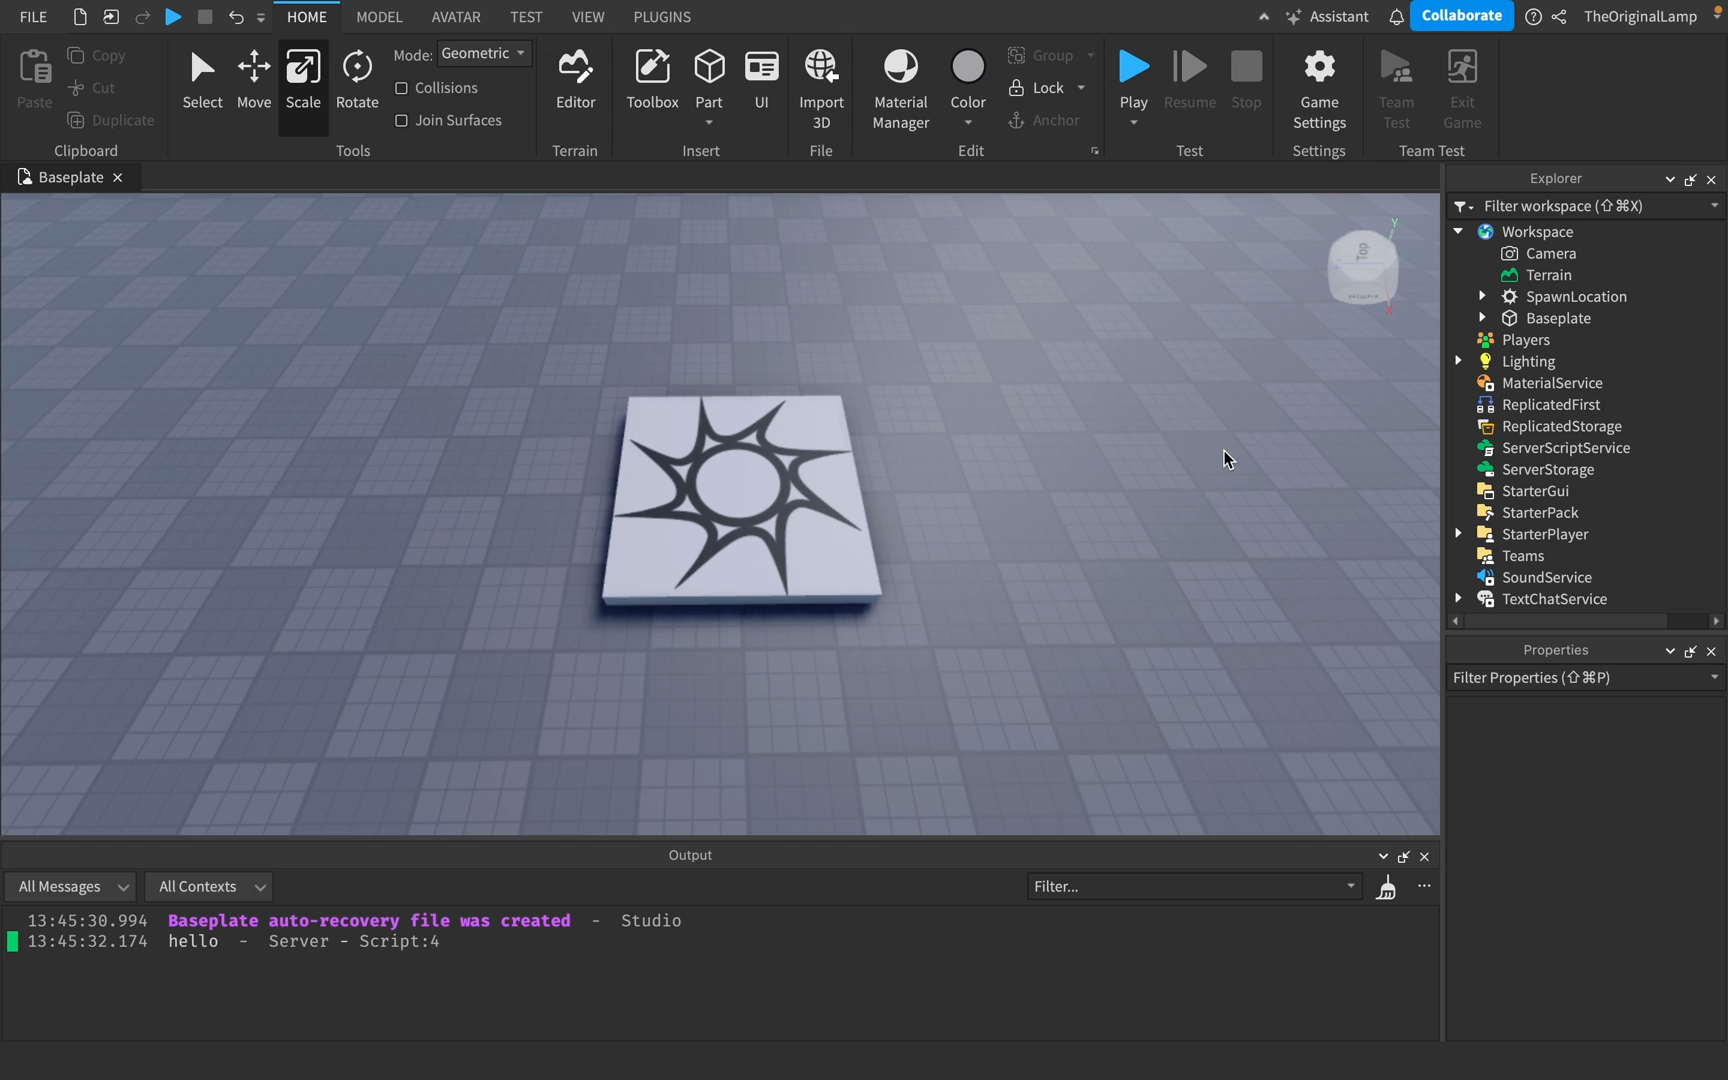 FILE HOME MODEL AVATAR TEST VIEW PLUGINS Assistant Collaborate TheOriginalLamp
Paste Copy Cut Duplicate
Clipboard
Select Move Scale Rotate
Mode: Geometric
Collisions
Join Surfaces
Tools
Editor
Terrain
Toolbox Part UI
Insert
Import
3D
File
Material
Manager
Color
Group
Lock
Anchor
Edit
Play Resume Stop
Test
Game
Settings
Settings
Team
Test
Exit
Game
Team Test
Baseplate
Y
Top
X
Explorer
Filter workspace (⇧⌘X)
Workspace
Camera
Terrain
SpawnLocation
Baseplate
Players
Lighting
MaterialService
ReplicatedFirst
ReplicatedStorage
ServerScriptService
ServerStorage
StarterGui
StarterPack
StarterPlayer
Teams
SoundService
TextChatService
Properties
Filter Properties (⇧⌘P)
Output
All Messages All Contexts Filter...
13:45:30.994 Baseplate auto-recovery file was created - Studio
13:45:32.174 hello - Server - Script:4